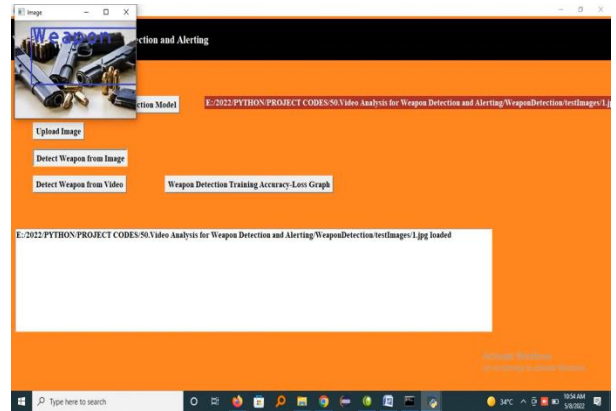 Image
Weapon
ction and Alerting
ction Model
E:/2022/PYTHON/PROJECT CODES/50.Video Analysis for Weapon Detection and Alerting/WeaponDetection/testImages/1.jp
Upload Image
Detect Weapon from Image
Detect Weapon from Video
Weapon Detection Training Accuracy-Loss Graph
E:/2022/PYTHON/PROJECT CODES/50.Video Analysis for Weapon Detection and Alerting/WeaponDetection/testImages/1.jpg loaded
Activate Windows
Type here to search
34°C
10:54 AM
5/8/2022